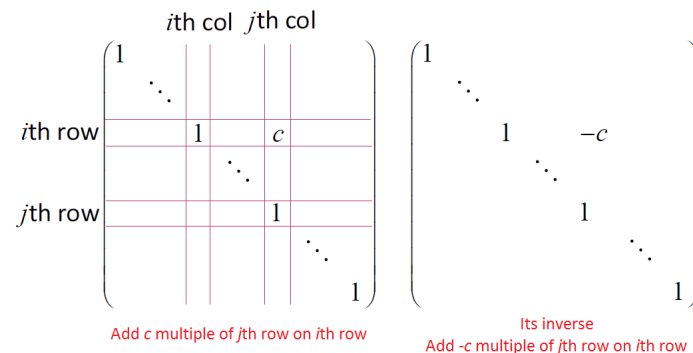 ith col jth col
1
⋱
ith row 1 c
⋱
jth row 1
⋱
1
Add c multiple of jth row on ith row
1
⋱
1 −c
⋱
1
⋱
1
Its inverse
Add -c multiple of jth row on ith row